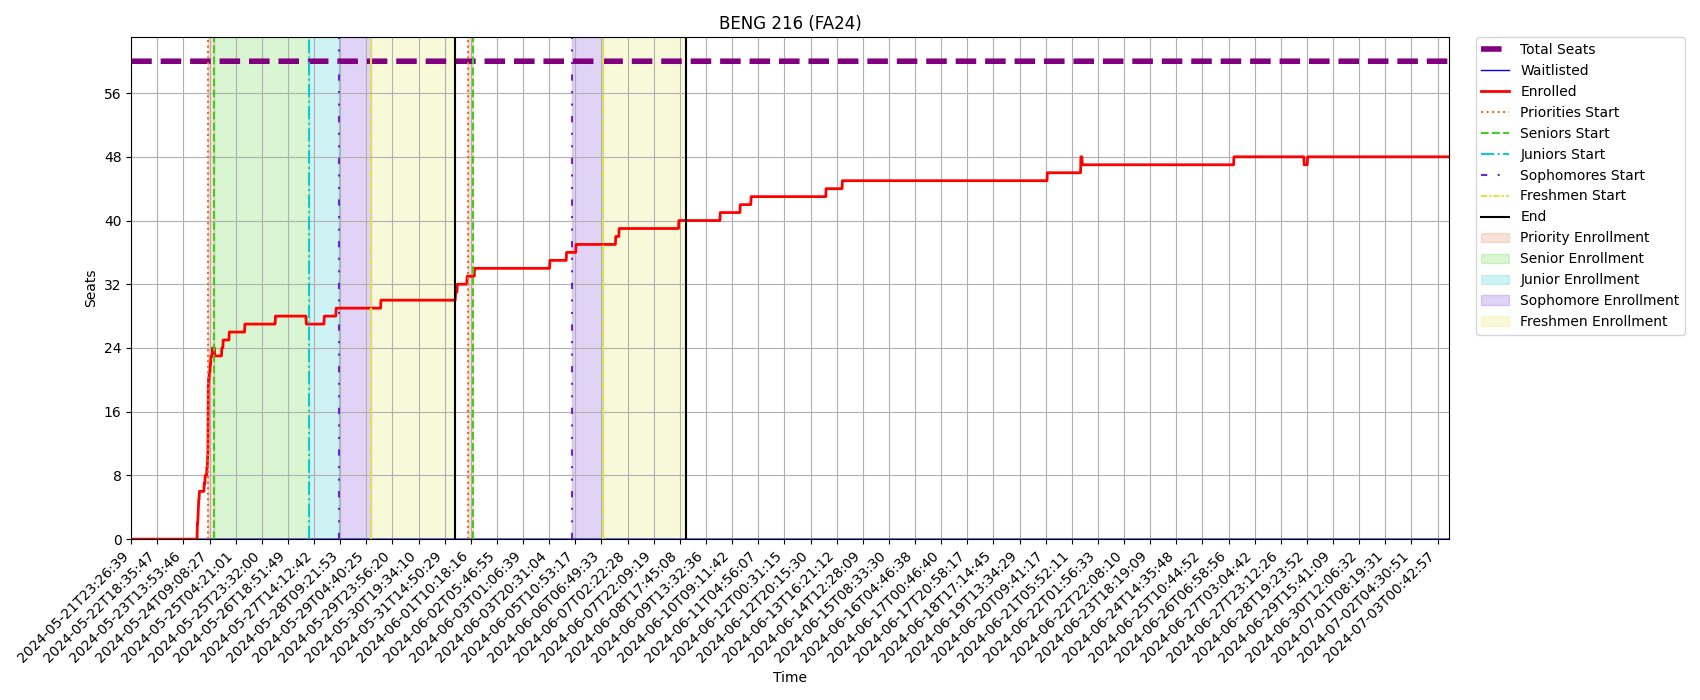 BENG 216 (FA24)
Total Seats
Waitlisted
Enrolled
Priorities Start
Seniors Start
Juniors Start
Sophomores Start
Freshmen Start
End
Priority Enrollment
Senior Enrollment
Junior Enrollment
Sophomore Enrollment
Freshmen Enrollment
Seats
56
48
40
32
24
16
8
0
2024-05-21T23:26:39
2024-05-22T18:35:47
2024-05-23T13:53:46
2024-05-24T09:08:27
2024-05-25T04:21:01
2024-05-25T23:32:00
2024-05-26T18:51:49
2024-05-27T14:12:42
2024-05-28T09:21:53
2024-05-29T04:40:25
2024-05-29T23:56:20
2024-05-30T19:34:10
2024-05-31T14:50:29
2024-06-01T10:18:16
2024-06-02T05:46:55
2024-06-03T01:06:39
2024-06-03T20:31:04
2024-06-05T10:53:17
2024-06-06T06:49:33
2024-06-07T02:22:28
2024-06-07T22:09:19
2024-06-08T17:45:08
2024-06-09T13:32:36
2024-06-10T09:11:42
2024-06-11T04:56:07
2024-06-12T00:31:15
2024-06-12T20:15:30
2024-06-13T16:21:12
2024-06-14T12:28:09
2024-06-15T08:33:30
2024-06-16T04:46:38
2024-06-17T00:46:40
2024-06-17T20:58:17
2024-06-18T17:14:45
2024-06-19T13:34:29
2024-06-20T09:41:17
2024-06-21T05:52:11
2024-06-22T01:56:33
2024-06-22T22:08:10
2024-06-23T18:19:09
2024-06-24T14:35:48
2024-06-25T10:44:52
2024-06-26T06:58:56
2024-06-27T03:04:42
2024-06-27T23:12:26
2024-06-28T19:23:52
2024-06-29T15:41:09
2024-06-30T12:06:32
2024-07-01T08:19:31
2024-07-02T04:30:51
2024-07-03T00:42:57
Time